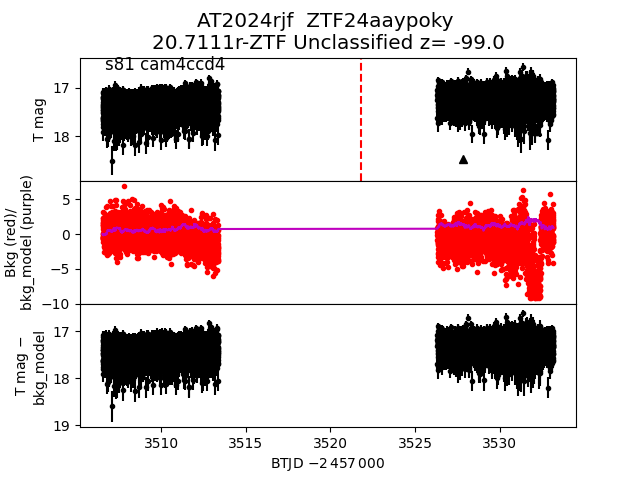 AT2024rjf  ZTF24aaypoky
20.7111r-ZTF Unclassified z= -99.0
s81 cam4ccd4
T mag
17
18
Bkg (red)/
bkg_model (purple)
5
0
−5
−10
T mag −
bkg_model
17
18
19
3510
3515
3520
3525
3530
BTJD −2 457 000